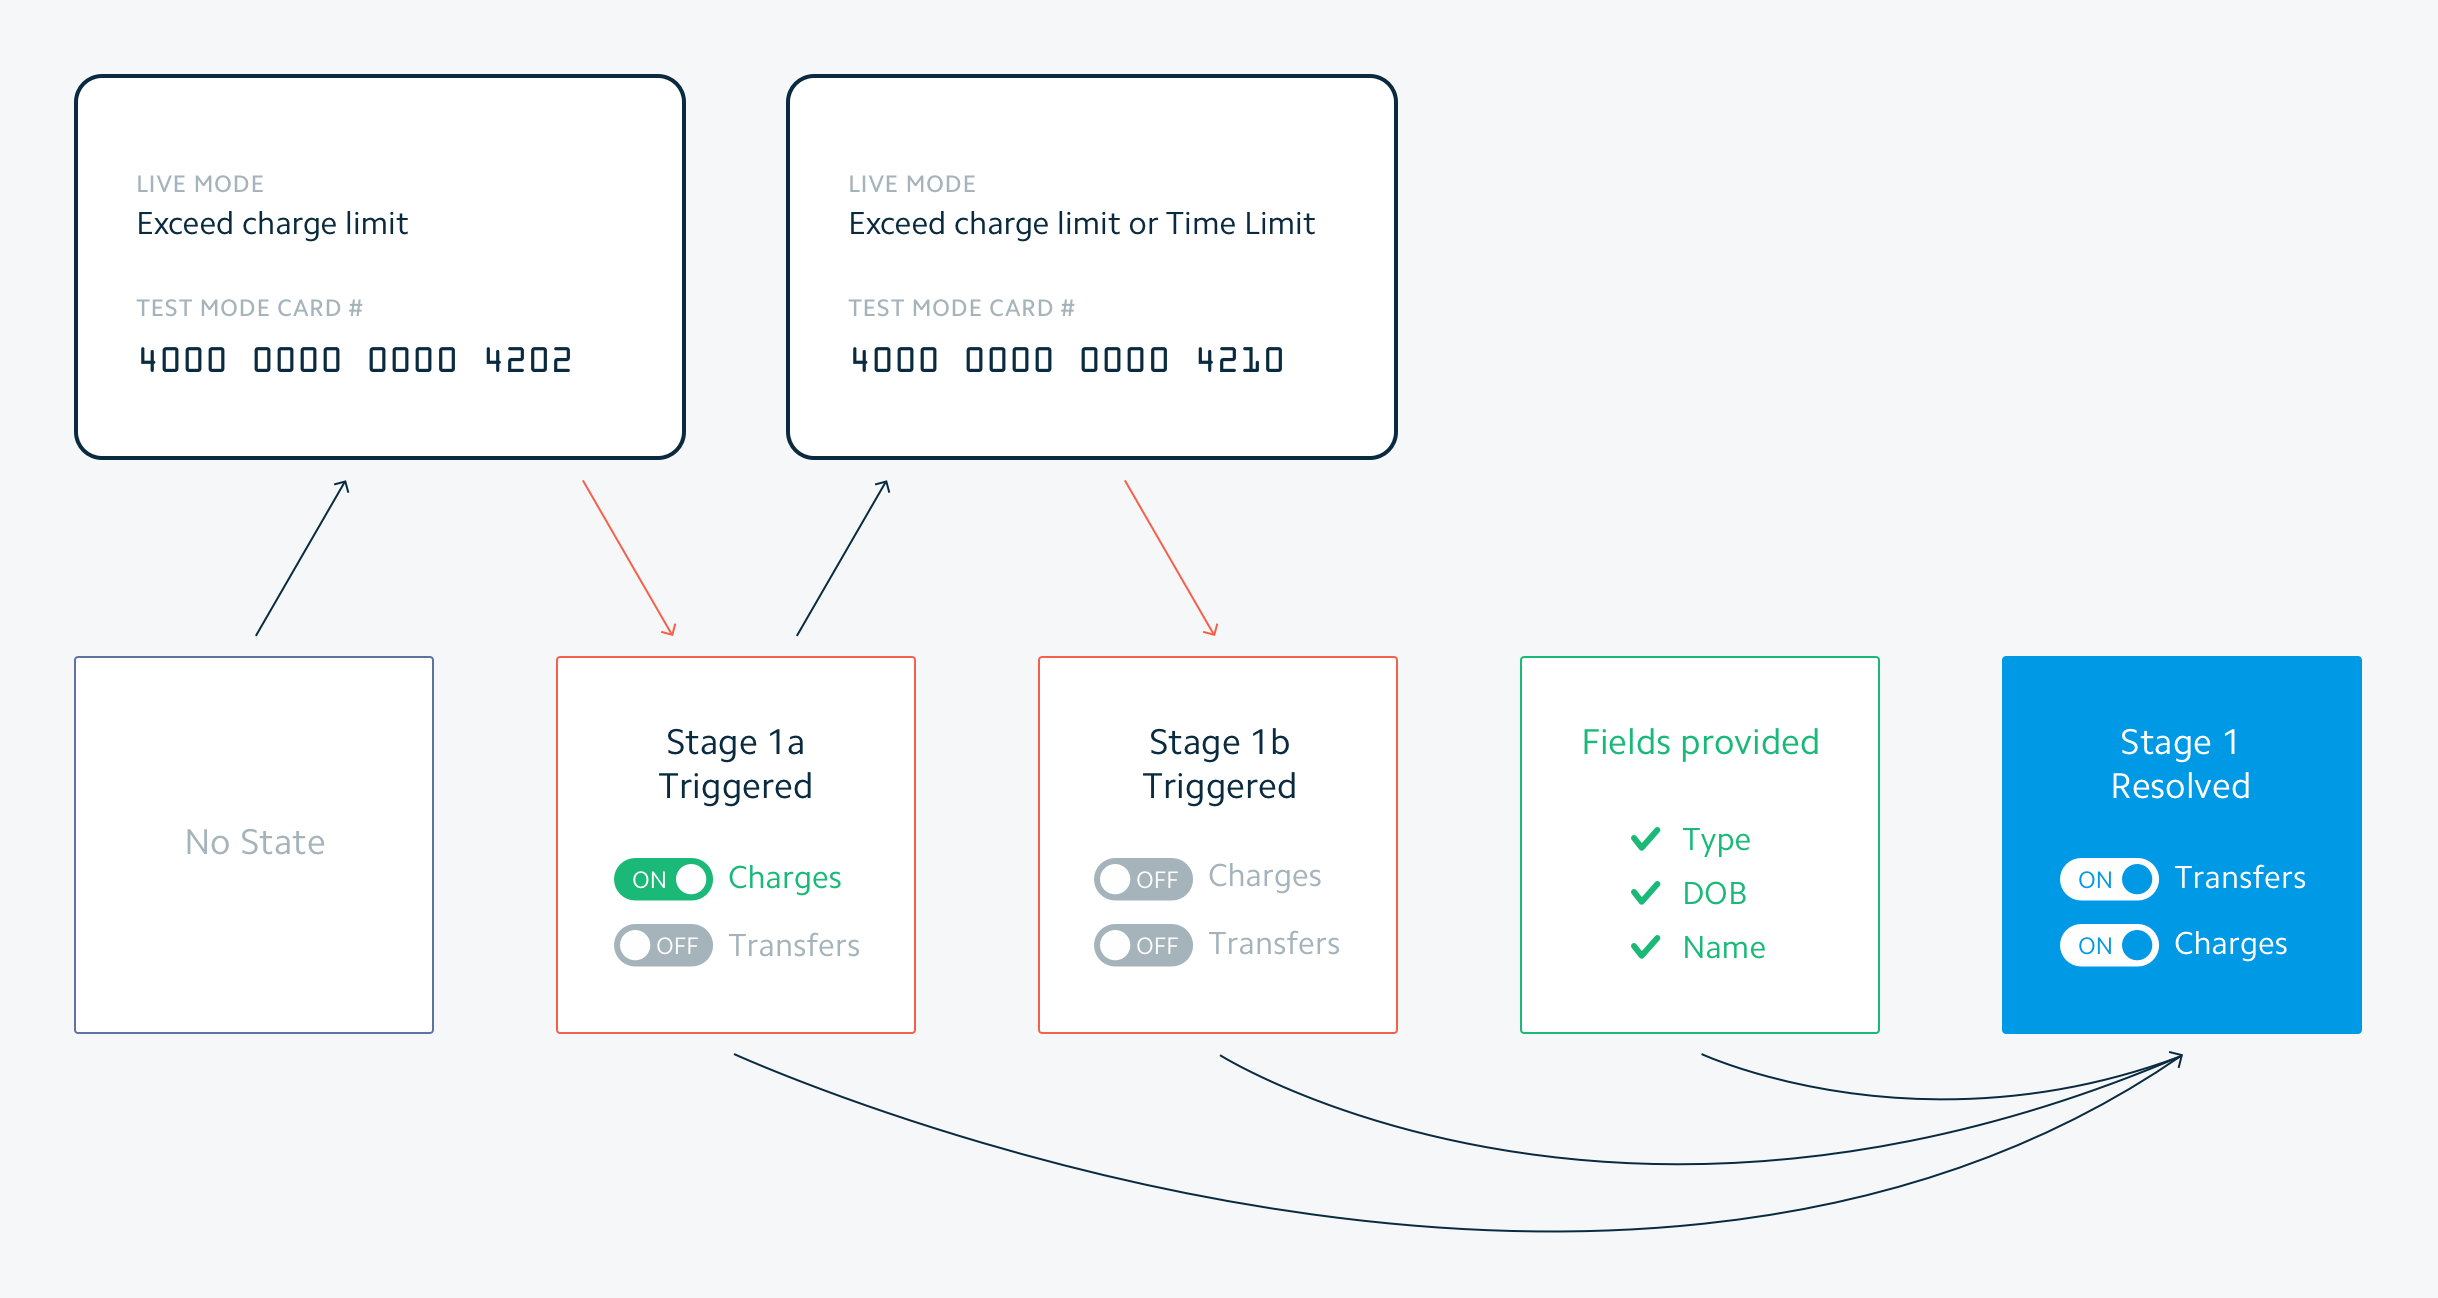 LIVE MODE
Exceed charge limit
TEST MODE CARD #
4000 0000 0000 4202
LIVE MODE
Exceed charge limit or Time Limit
TEST MODE CARD #
4000 0000 0000 4210
No State
Stage 1a
Triggered
ON Charges
OFF Transfers
Stage 1b
Triggered
OFF Charges
OFF Transfers
Fields provided
Type
DOB
Name
Stage 1
Resolved
ON Transfers
ON Charges